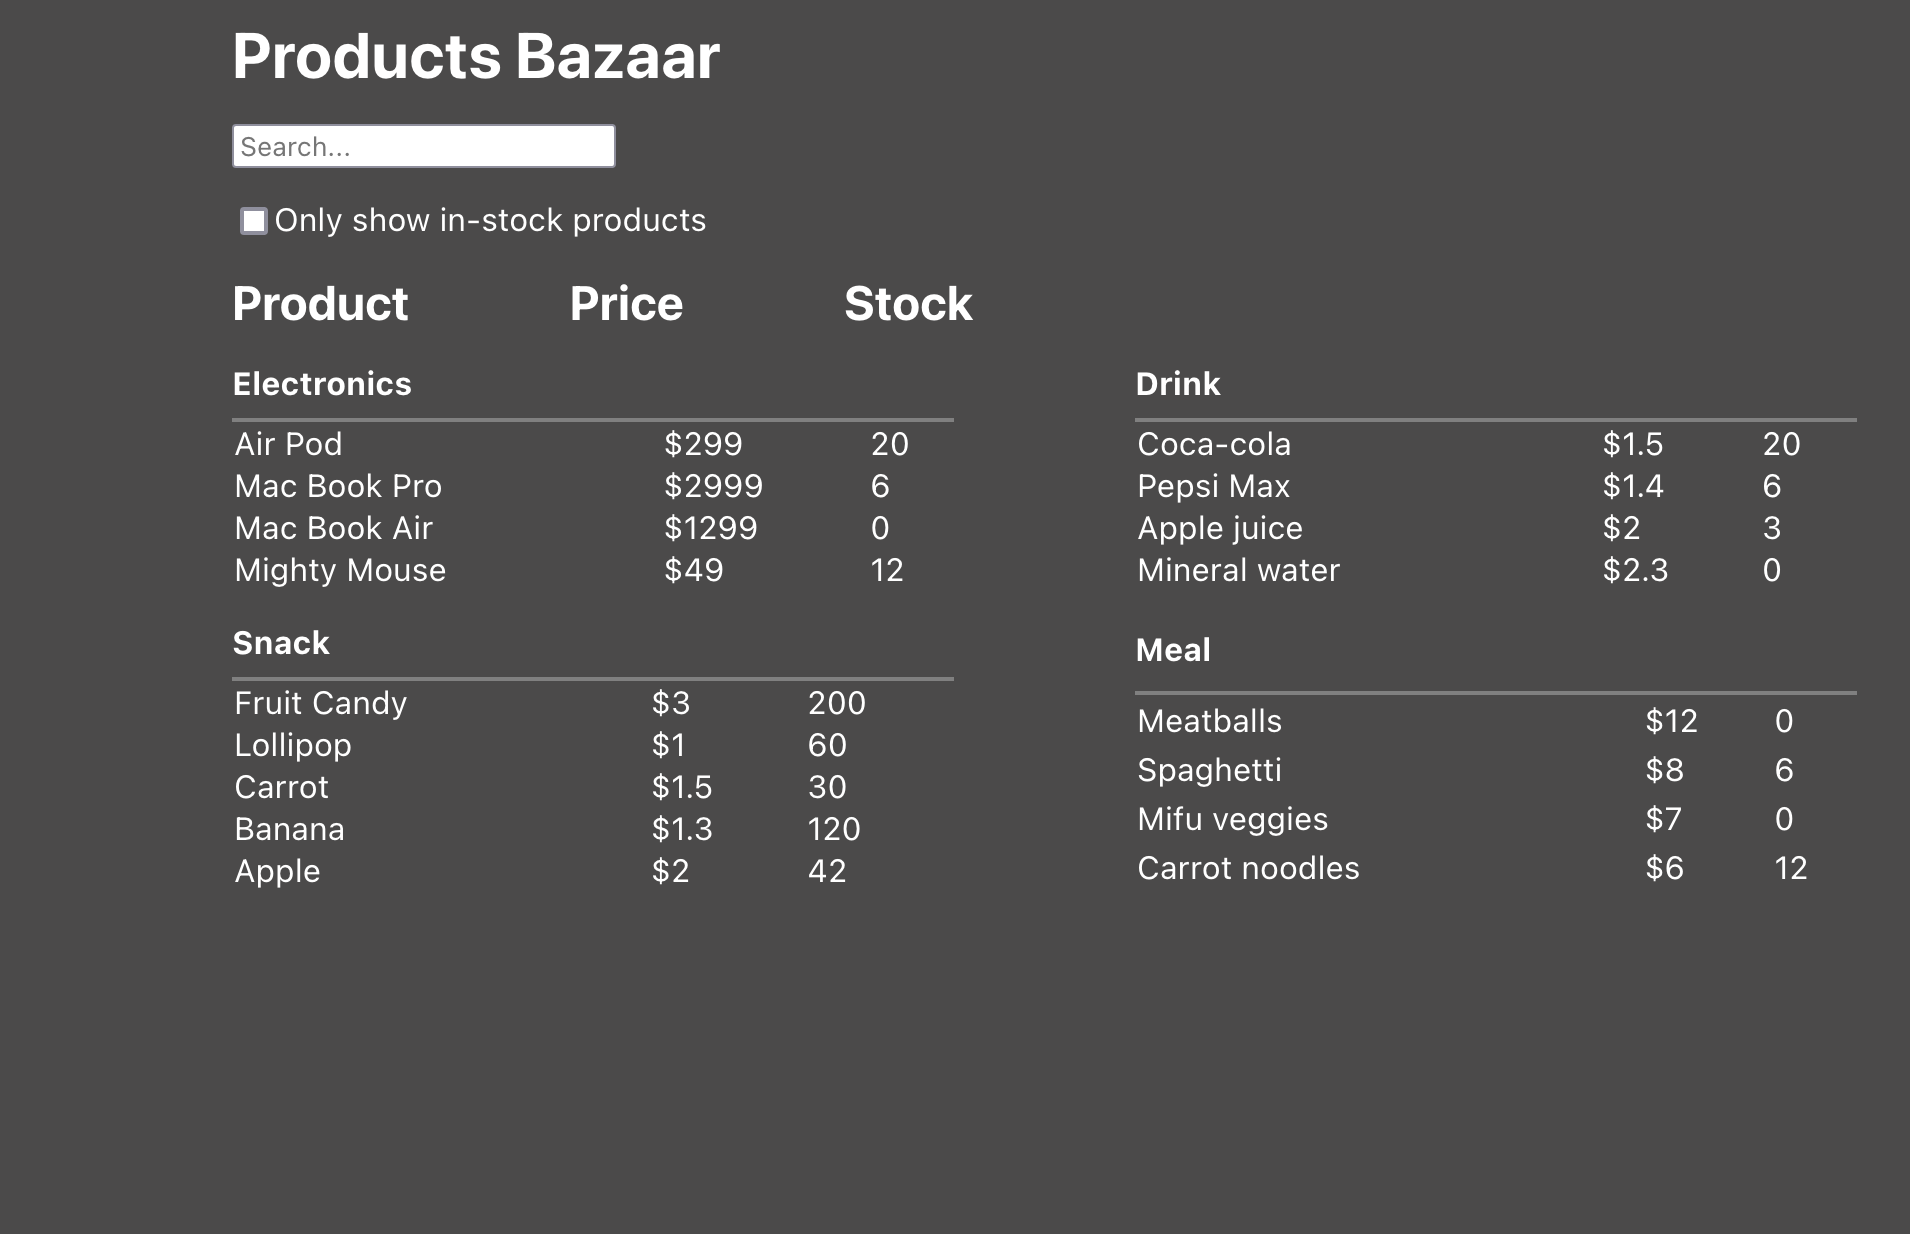 Products Bazaar
Search...
Only show in-stock products
Product Price Stock
Electronics
Air Pod $299 20
Mac Book Pro $2999 6
Mac Book Air $1299 0
Mighty Mouse $49 12
Drink
Coca-cola $1.5 20
Pepsi Max $1.4 6
Apple juice $2 3
Mineral water $2.3 0
Snack
Fruit Candy $3 200
Lollipop $1 60
Carrot $1.5 30
Banana $1.3 120
Apple $2 42
Meal
Meatballs $12 0
Spaghetti $8 6
Mifu veggies $7 0
Carrot noodles $6 12